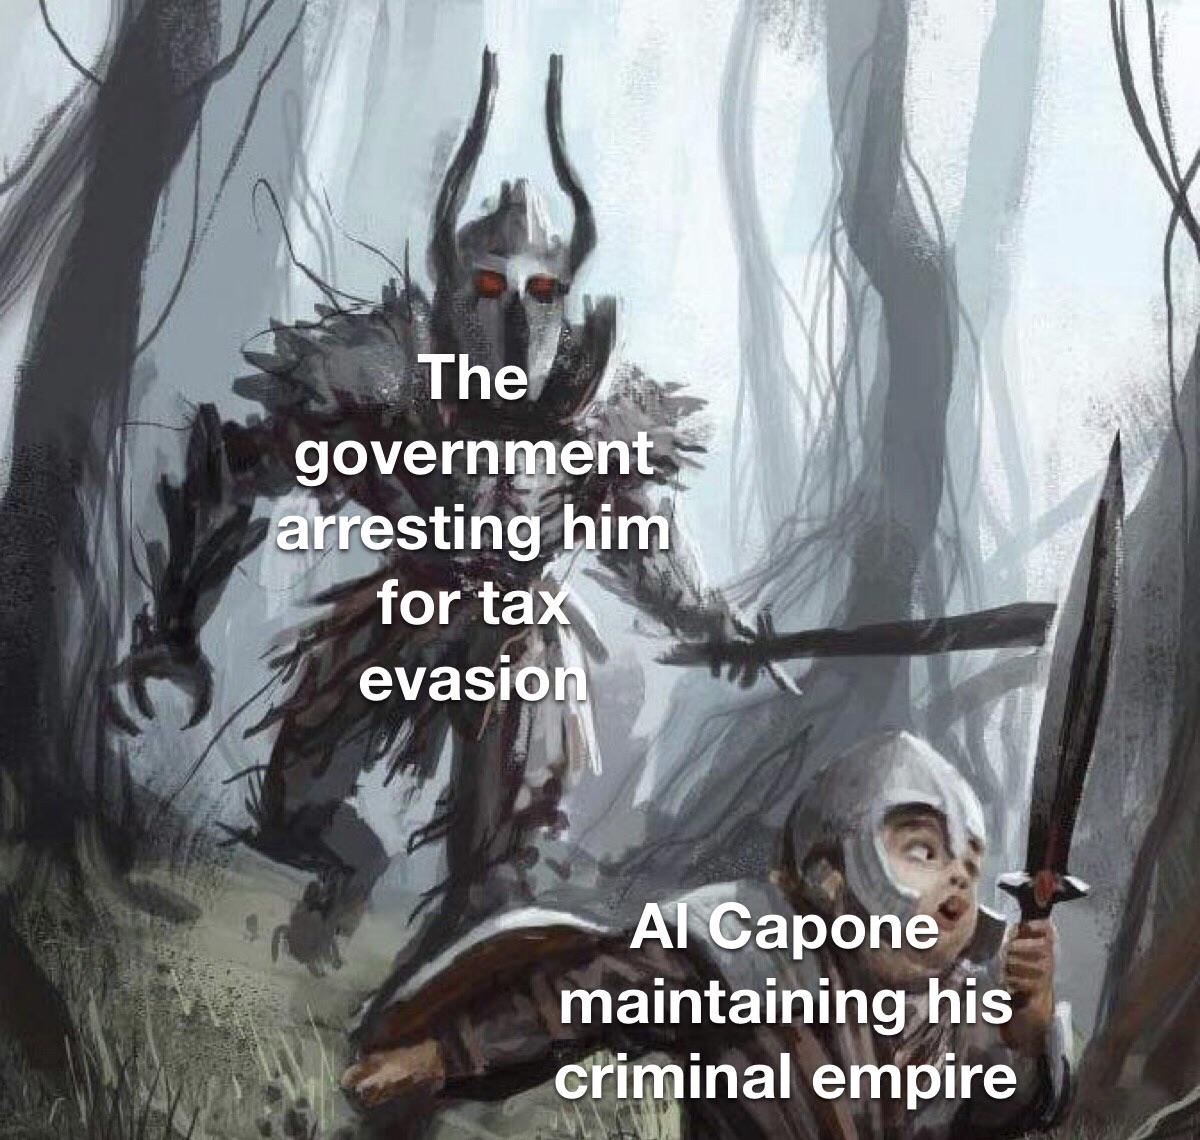 The
government
arresting him
for tax
evasion
Al Capone
maintaining his
criminal empire